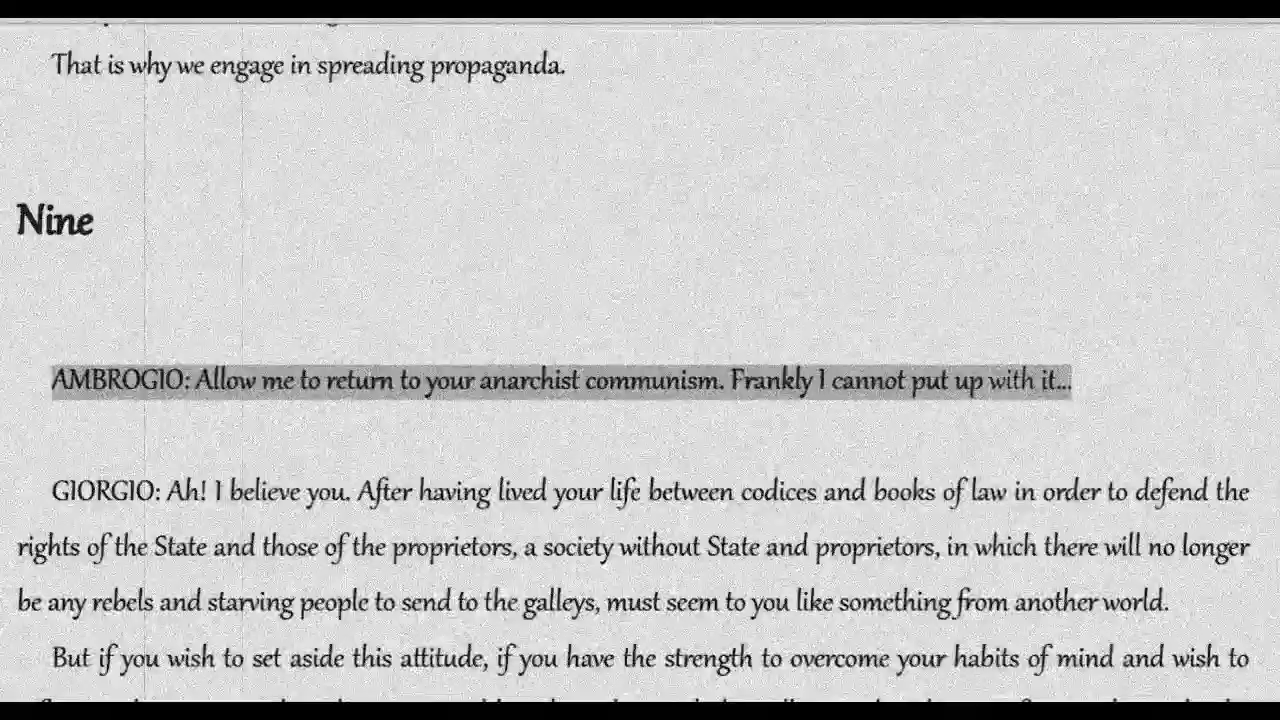 That is why we engage in spreading propaganda.
Nine
AMBROGIO: Allow me to return to your anarchist communism. Frankly I cannot put up with it...
GIORGIO: Ah! I believe you. After having lived your life between codices and books of law in order to defend the
rights of the State and those of the proprietors, a society without State and proprietors, in which there will no longer
be any rebels and starving people to send to the galleys, must seem to you like something from another world.
But if you wish to set aside this attitude, if you have the strength to overcome your habits of mind and wish to